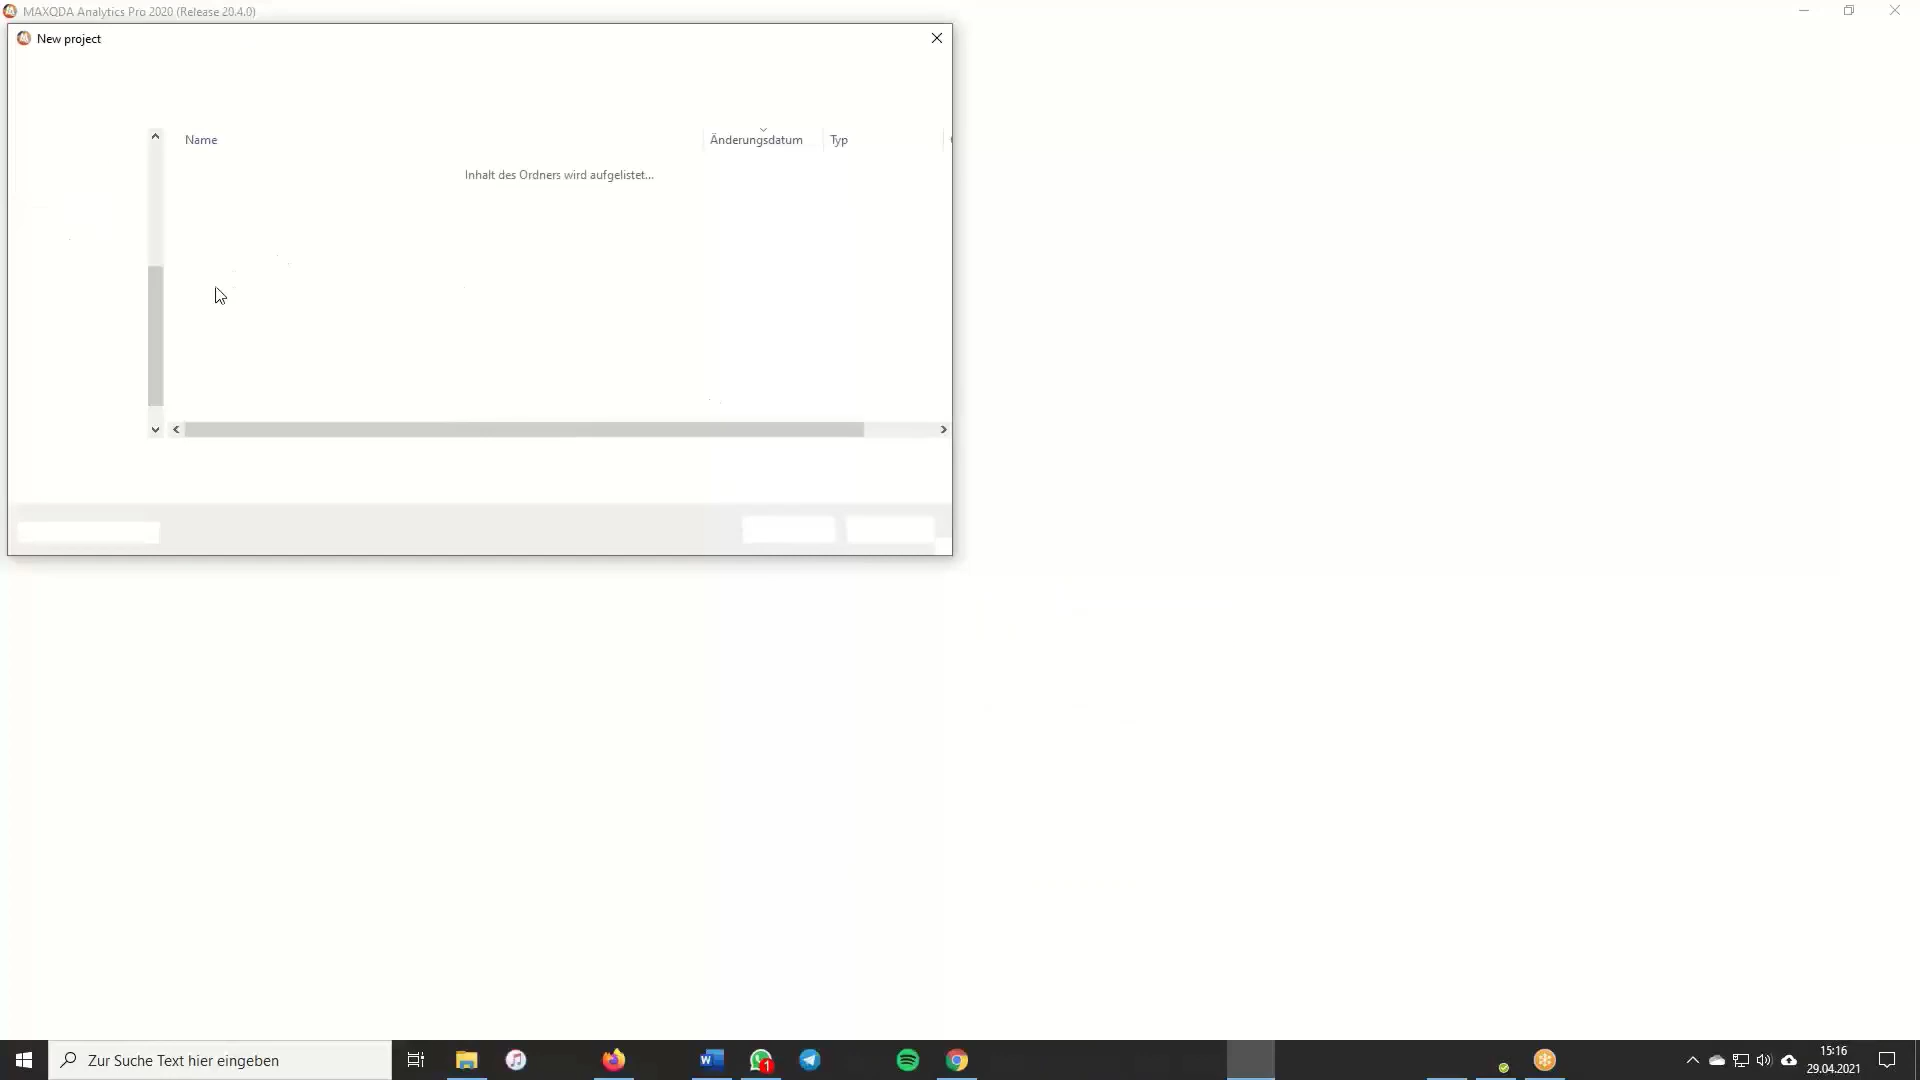 MAXQDA Analytics Pro 2020 (Release 20.4.0)
New project
Name
Änderungsdatum
Typ
Inhalt des Ordners wird aufgelistet...
Zur Suche Text hier eingeben
W
1
15:16
29.04.2021